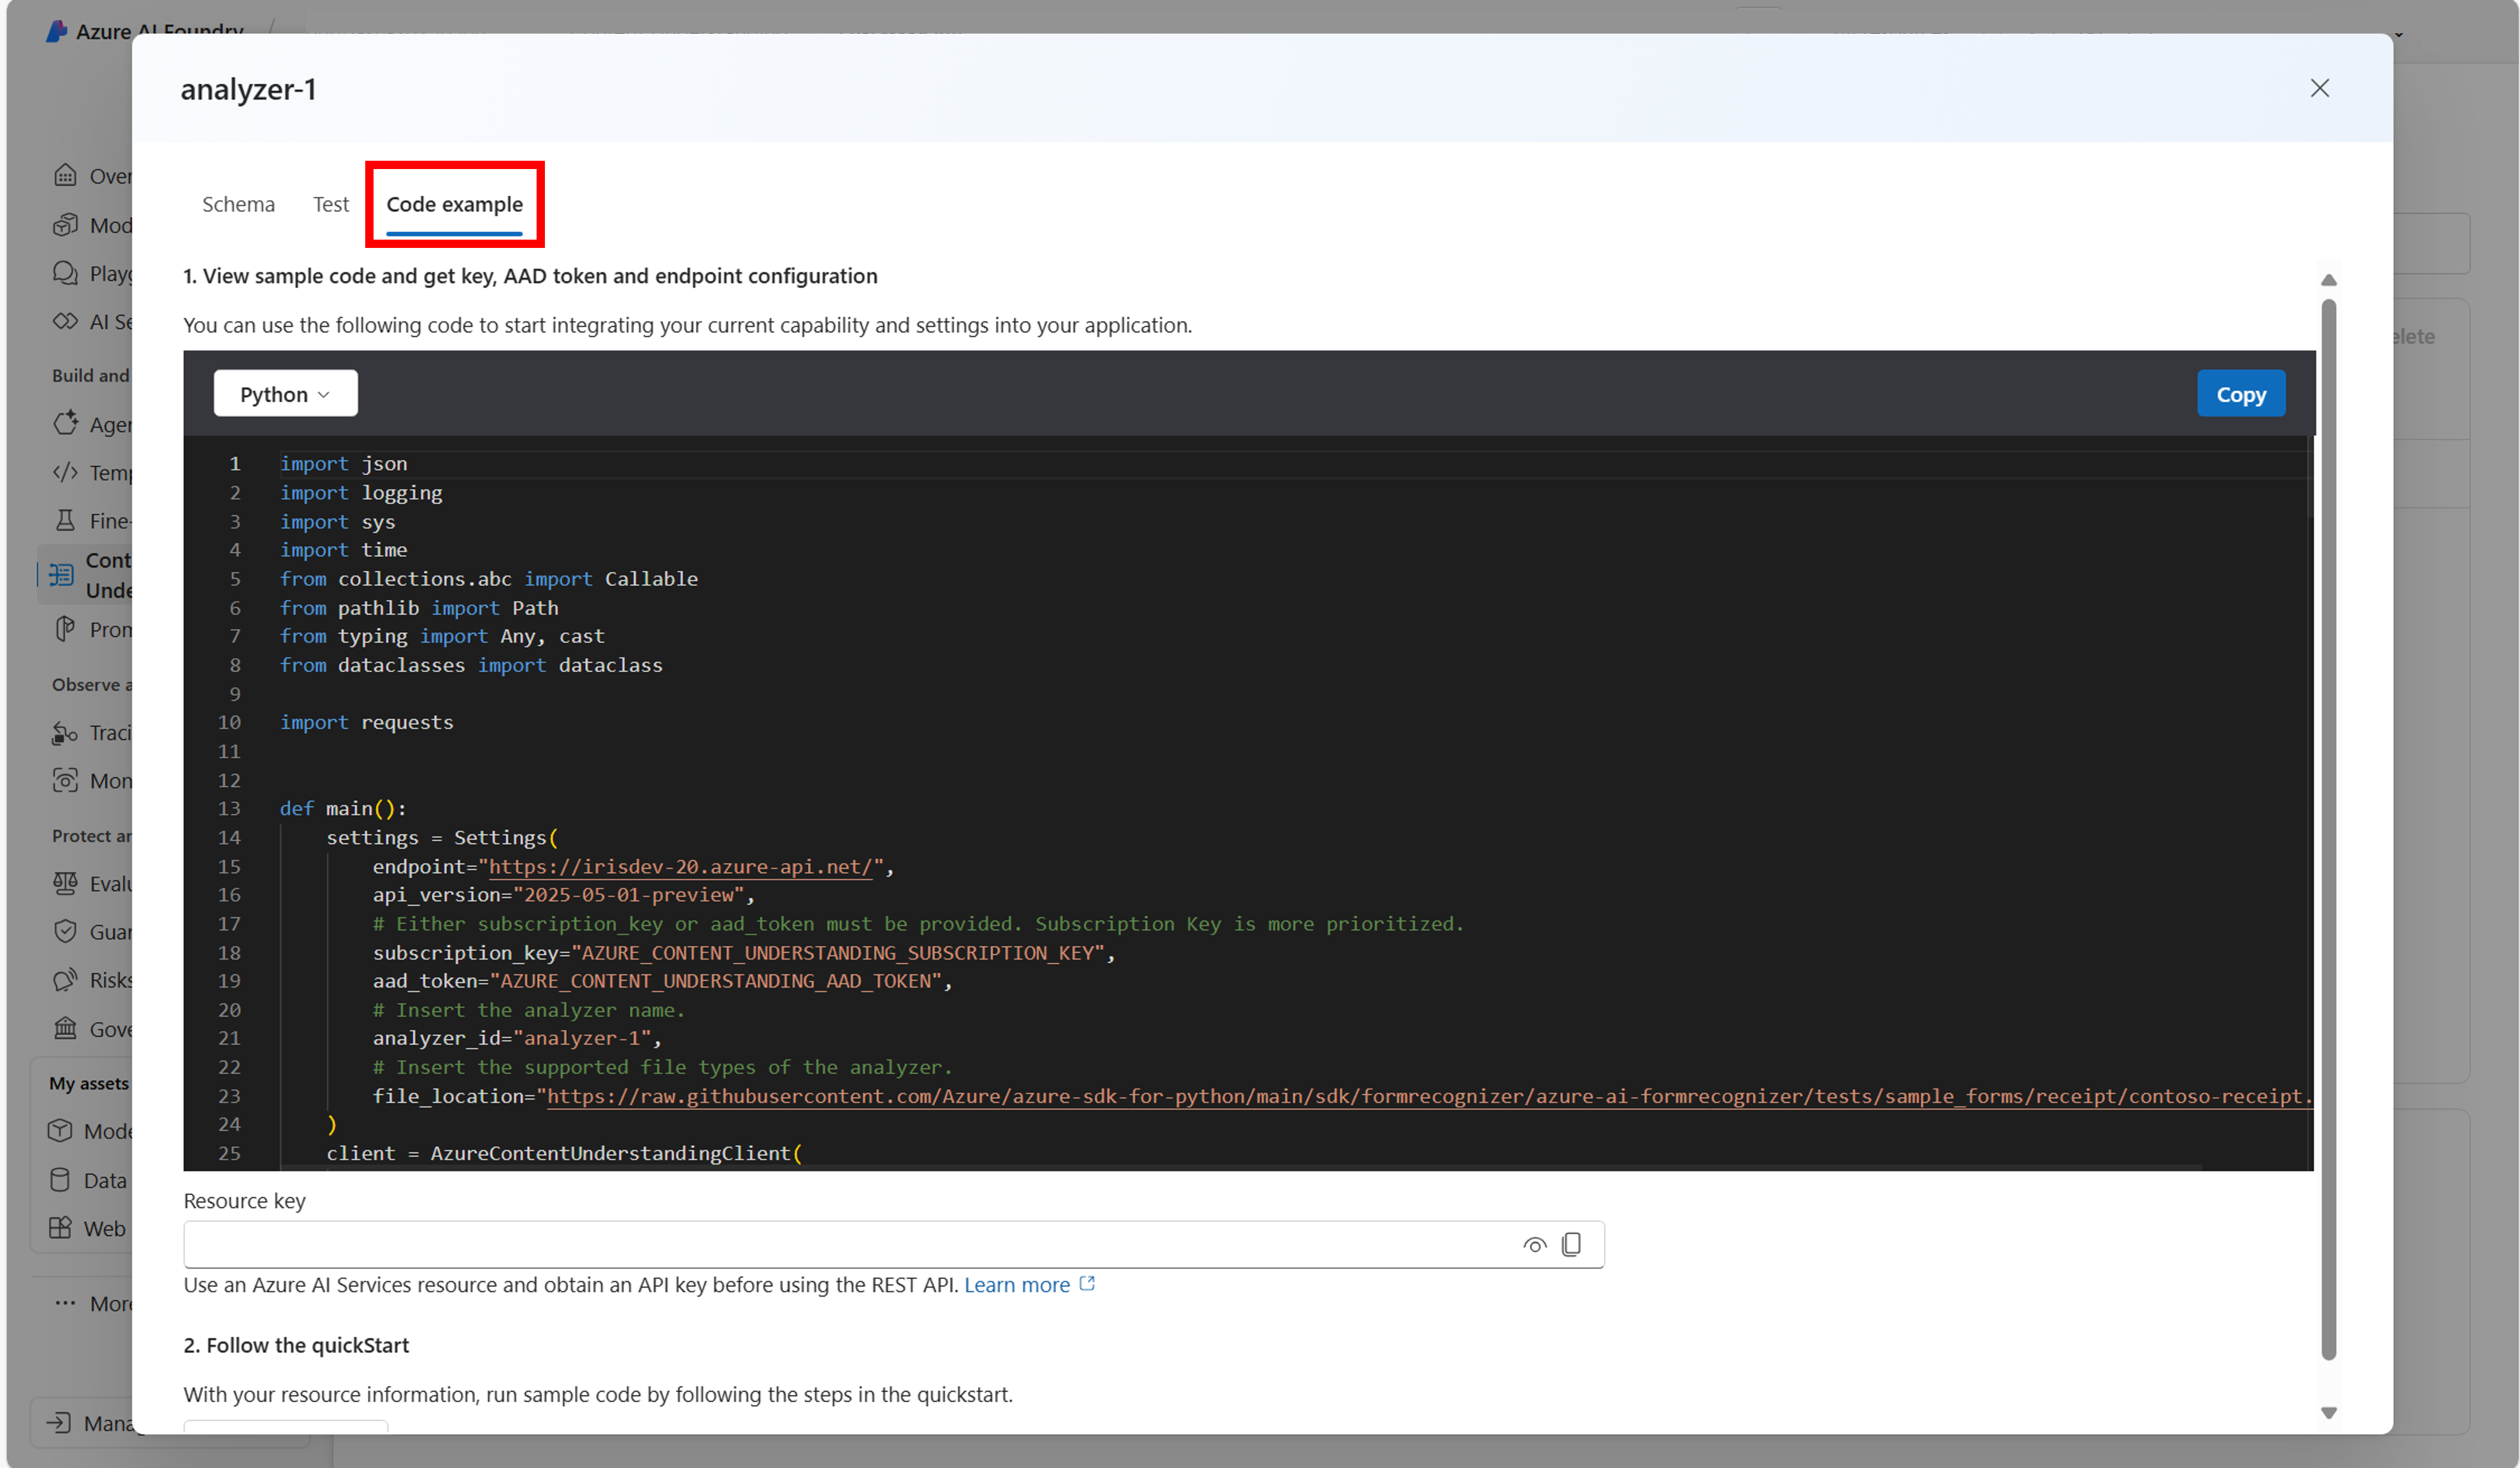 Azure AI Foundry /
analyzer-1
Over
Mod
Playg
AI Se
Build and
Ager
Temp
Fine-
Cont
Unde
Prom
Observe a
Traci
Mon
Protect ar
Evalu
Guar
Risks
Gove
My assets
Mode
Data
Web
More
Mana
elete
Schema Test Code example
1. View sample code and get key, AAD token and endpoint configuration
You can use the following code to start integrating your current capability and settings into your application.
Python Copy
1 import json
2 import logging
3 import sys
4 import time
5 from collections.abc import Callable
6 from pathlib import Path
7 from typing import Any, cast
8 from dataclasses import dataclass
9
10 import requests
11
12
13 def main():
14 settings = Settings(
15 endpoint="https://irisdev-20.azure-api.net/",
16 api_version="2025-05-01-preview",
17 # Either subscription_key or aad_token must be provided. Subscription Key is more prioritized.
18 subscription_key="AZURE_CONTENT_UNDERSTANDING_SUBSCRIPTION_KEY",
19 aad_token="AZURE_CONTENT_UNDERSTANDING_AAD_TOKEN",
20 # Insert the analyzer name.
21 analyzer_id="analyzer-1",
22 # Insert the supported file types of the analyzer.
23 file_location="https://raw.githubusercontent.com/Azure/azure-sdk-for-python/main/sdk/formrecognizer/azure-ai-formrecognizer/tests/sample_forms/receipt/contoso-receipt.
24 )
25 client = AzureContentUnderstandingClient(
Resource key
Use an Azure AI Services resource and obtain an API key before using the REST API. Learn more
2. Follow the quickStart
With your resource information, run sample code by following the steps in the quickstart.